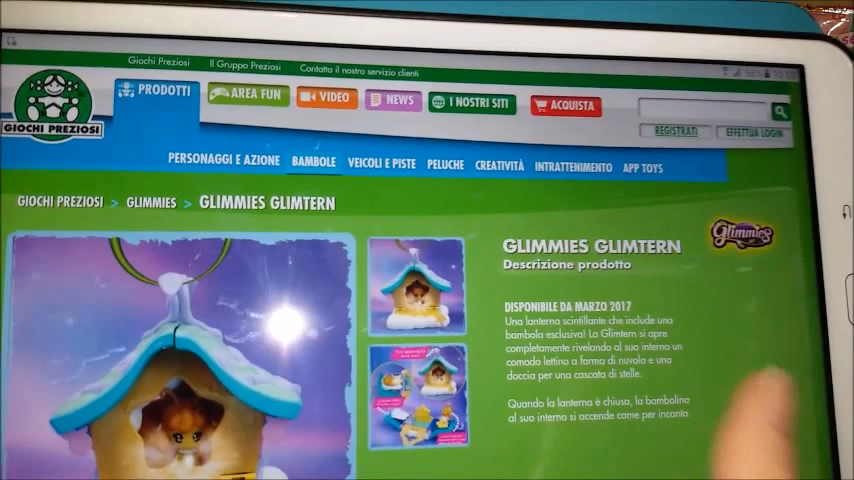 Giochi Preziosi Il Gruppo Preziosi Contatta il nostro servizio clienti
GIOCHI PREZIOSI
PRODOTTI AREA FUN VIDEO NEWS I NOSTRI SITI ACQUISTA
REGISTRATI EFFETTUA LOGIN
PERSONAGGI E AZIONE BAMBOLE VEICOLI E PISTE PELUCHE CREATIVITÀ INTRATTENIMENTO APP TOYS
GIOCHI PREZIOSI > GLIMMIES > GLIMMIES GLIMTERN
GLIMMIES GLIMTERN
Glimmies
Descrizione prodotto
DISPONIBILE DA MARZO 2017
Una lanterna scintillante che include una
bambola esclusiva! La Glimtern si apre
completamente rivelando al suo interno un
comodo lettino a forma di nuvola e una
doccia per una cascata di stelle.
Quando la lanterna è chiusa, la bambolina
al suo interno si accende come per incanto.